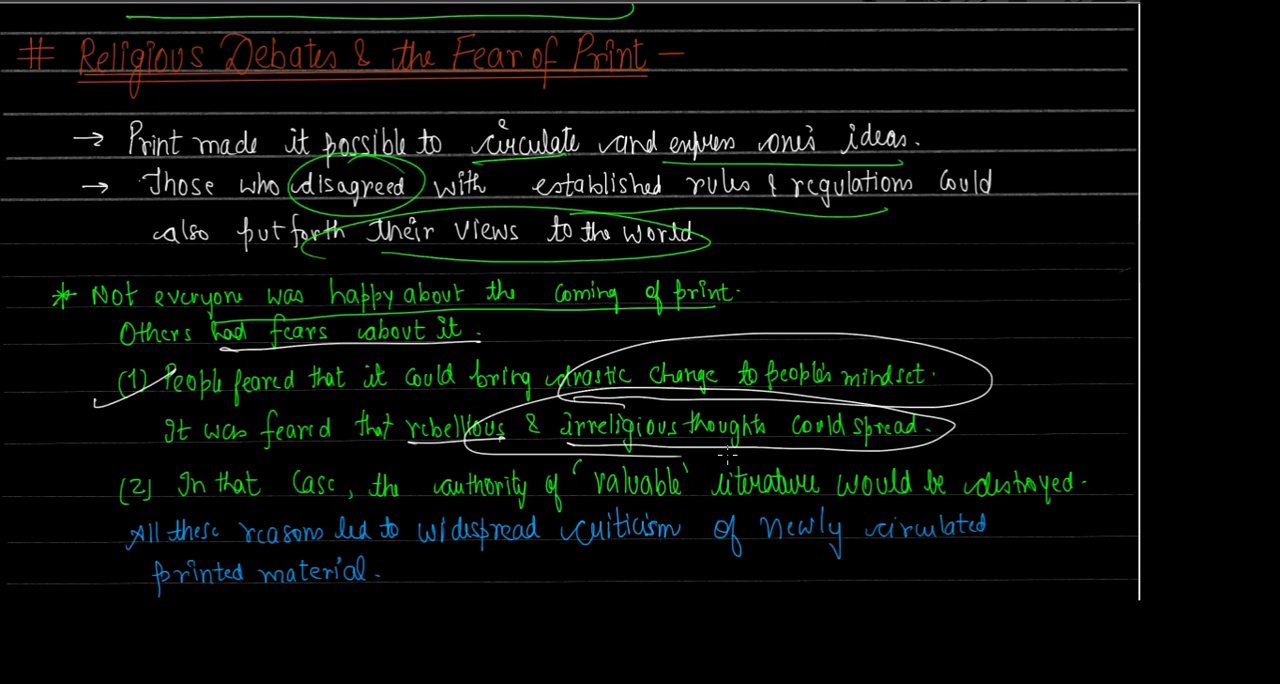 # Religious Debates & the Fear of Print —
→ Print made it possible to circulate and express one's ideas.
→ Those who disagreed with established rules & regulations could
also put forth their views to the world.
* Not everyone was happy about the coming of print.
Others had fears about it.
(1) People feared that it could bring drastic change to people's mindset.
It was feared that rebellious & irreligious thoughts could spread.
(2) In that case, the authority of 'valuable' literature would be destroyed.
All these reasons led to widespread criticism of newly circulated
printed material.